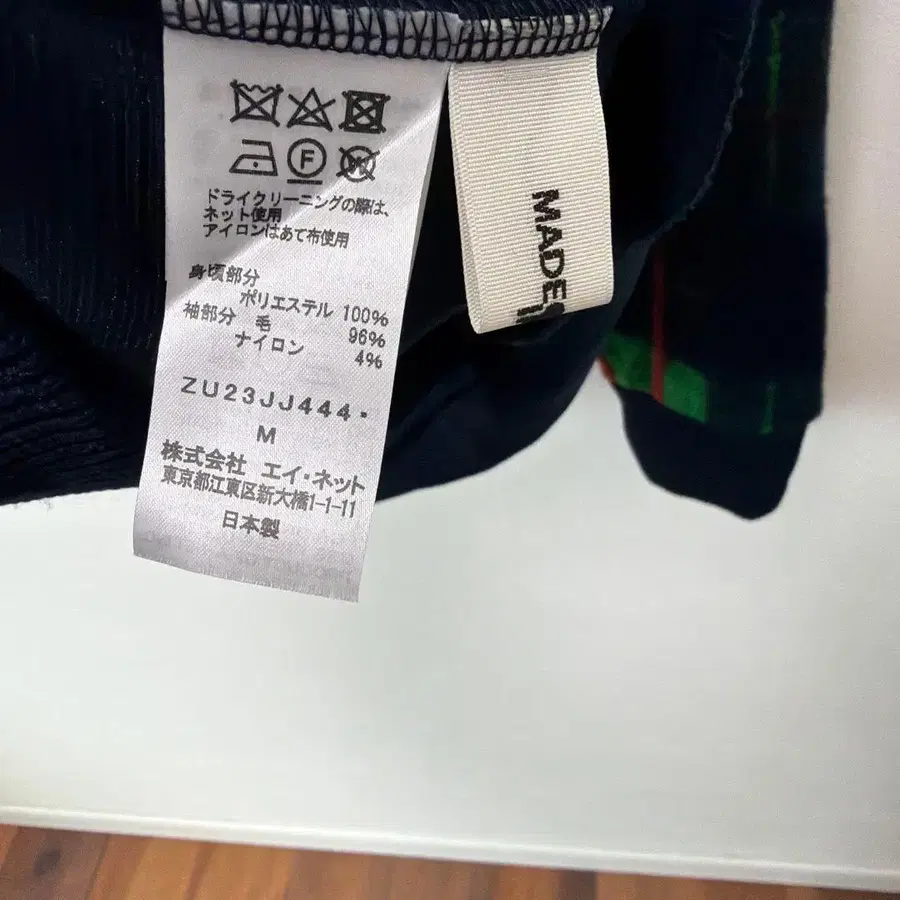 F
W
ドライクリーニングの際は、
ネット使用
アイロンはあて布使用
身頃部分
ポリエステル 100%
袖部分 毛 96%
ナイロン 4%
ZU23JJ444-
M
株式会社 エイ・ネット
東京都江東区新大橋1-1-11
日本製
MADE